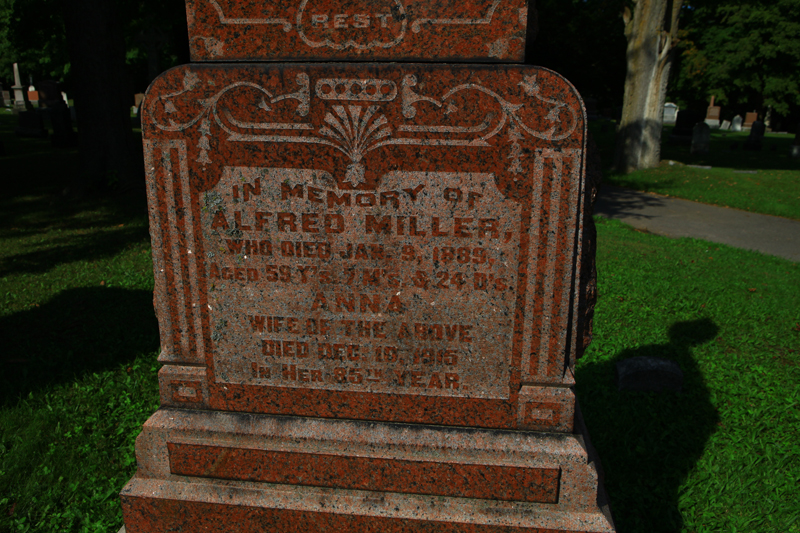 REST
IN MEMORY OF
ALFRED MILLER,
WHO DIED JAN. 9, 1889,
AGED 59 Y'S. 7 M'S. & 24 D'S.
ANNA
WIFE OF THE ABOVE
DIED DEC. 19, 1915
IN HER 85TH YEAR.